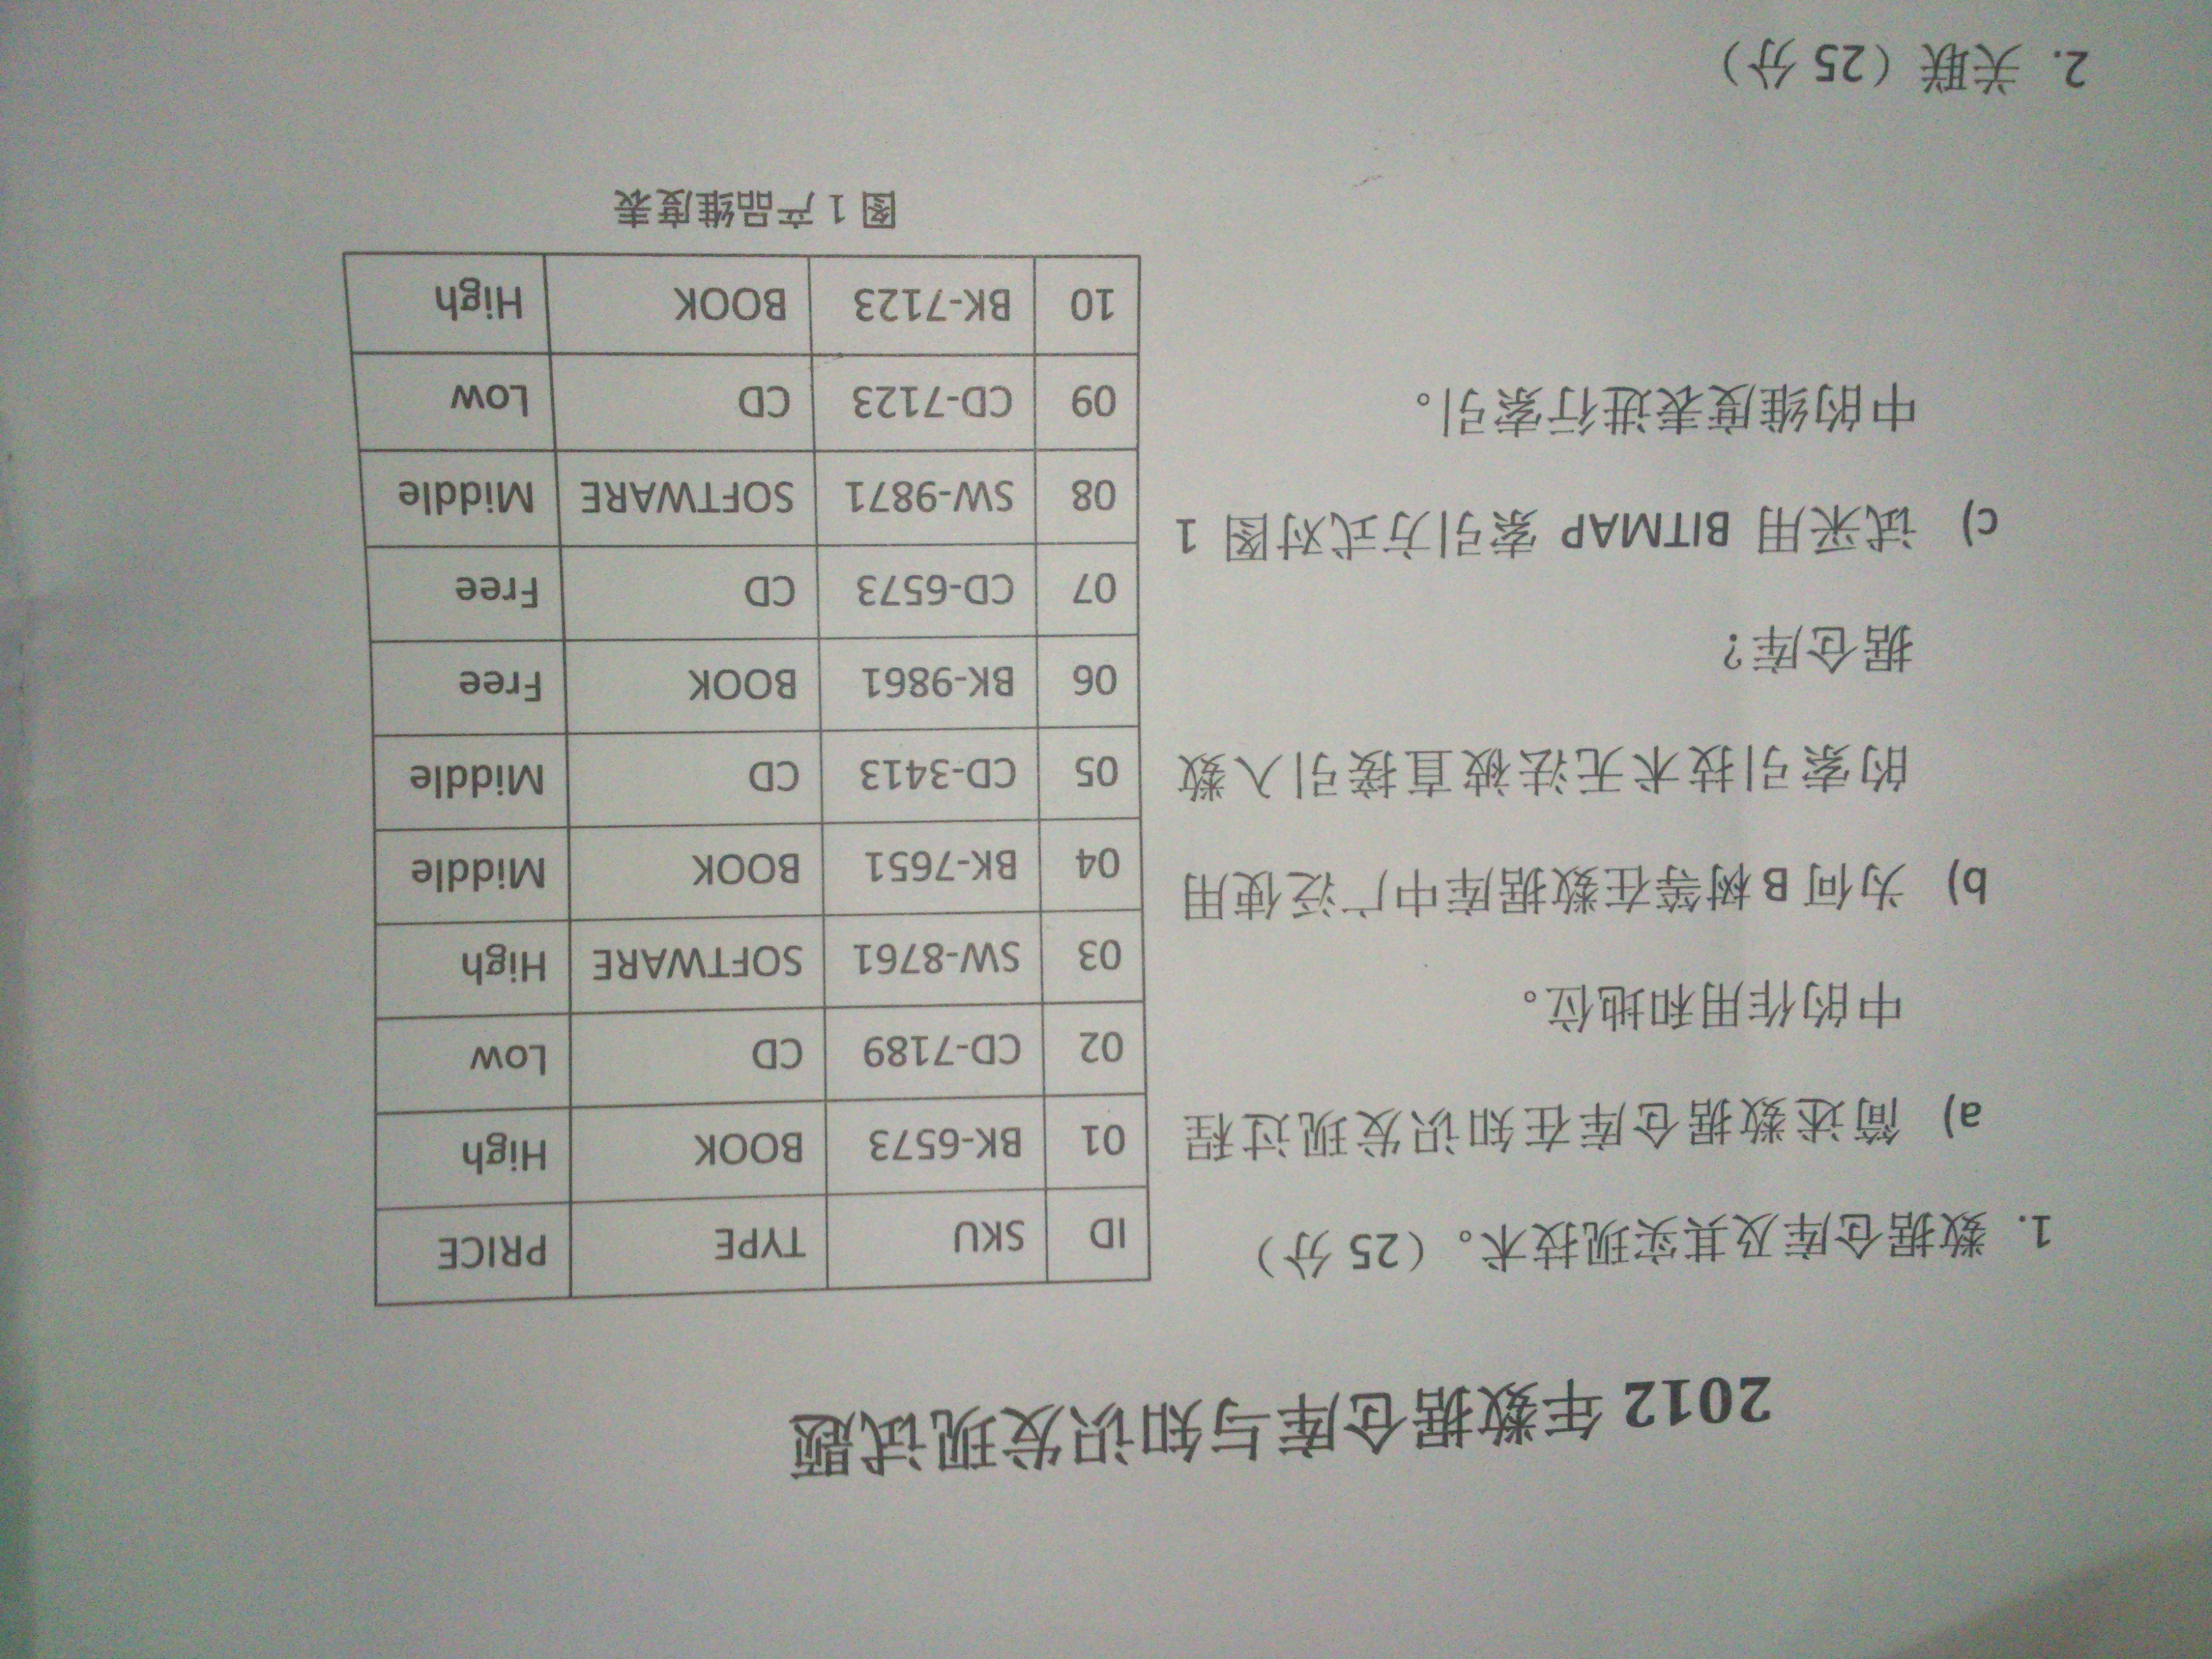 2012 年数据仓库与知识发现试题
1. 数据仓库及其实现技术。（25 分）
a) 简述数据仓库在知识发现过程
中的作用和地位。
b) 为何 B 树等在数据库中广泛使用
的索引技术无法被直接引入数
据仓库？
c) 试采用 BITMAP 索引方式对图 1
中的维度表进行索引。
ID SKU TYPE PRICE
01 BK-6573 BOOK High
02 CD-7189 CD Low
03 SW-8761 SOFTWARE High
04 BK-7651 BOOK Middle
05 CD-3413 CD Middle
06 BK-9861 BOOK Free
07 CD-6573 CD Free
08 SW-9871 SOFTWARE Middle
09 CD-7123 CD Low
10 BK-7123 BOOK High
图 1 产品维度表
2. 关联（25 分）